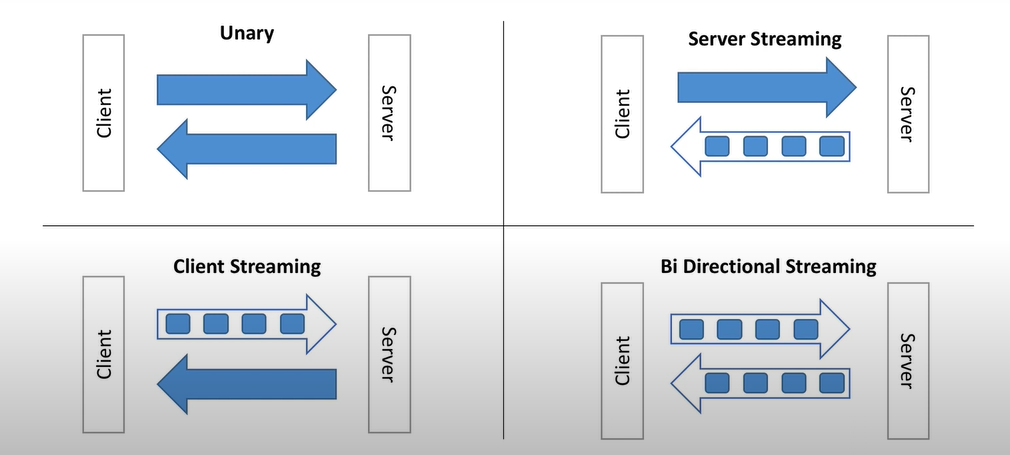 Unary
Client
Server
Server Streaming
Client
Server
Client Streaming
Client
Server
Bi Directional Streaming
Client
Server